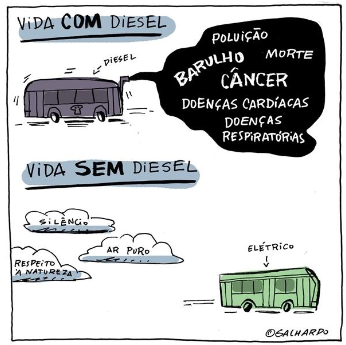 VIDA COM DIESEL
DIESEL
POLUIÇÃO
MORTE
BARULHO
CÂNCER
DOENÇAS CARDÍACAS
DOENÇAS
RESPIRATÓRIAS
VIDA SEM DIESEL
SILÊNCIO
AR PURO
RESPEITO
À NATUREZA
ELÉTRICO
©GALHARDO